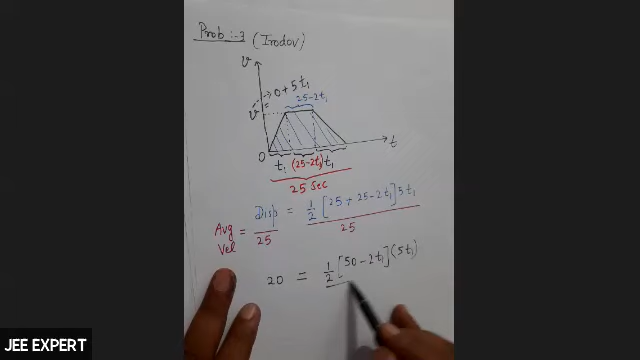 Prob :- 3 (Irodov)
v
→ 0 + 5t₁
v
25-2t₁
0
t
t₁ (25-2t₁) t₁
25 sec
Avg Vel = Disp/25 = 1/2 [25 + 25 - 2t₁] 5t₁ / 25
20 = 1/2 [50 - 2t₁] (5t₁)
JEE EXPERT